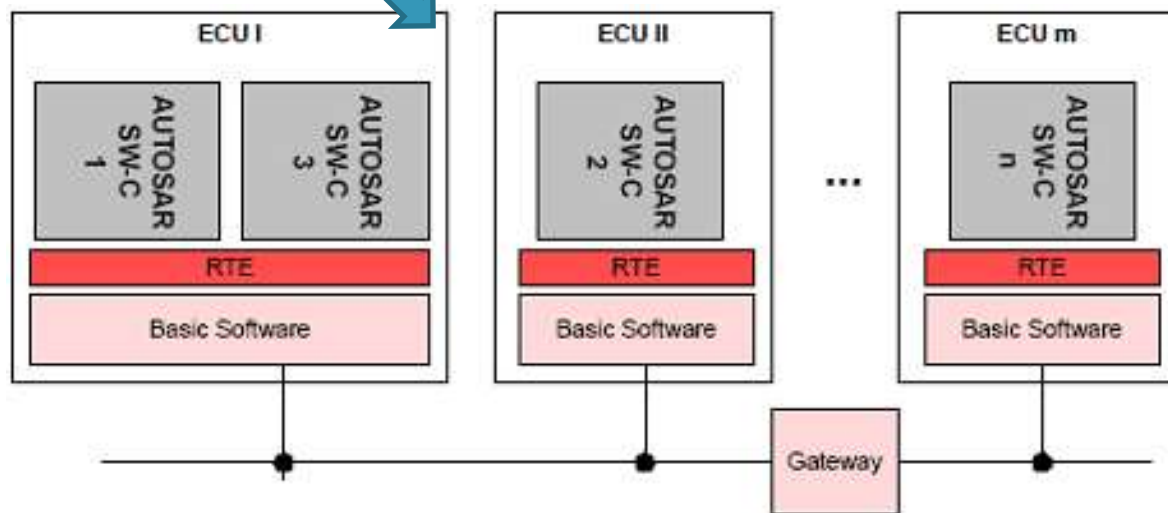 ECU I
AUTOSAR
SW-C
1
AUTOSAR
SW-C
3
RTE
Basic Software
ECU II
AUTOSAR
SW-C
2
RTE
Basic Software
...
ECU m
AUTOSAR
SW-C
n
RTE
Basic Software
Gateway